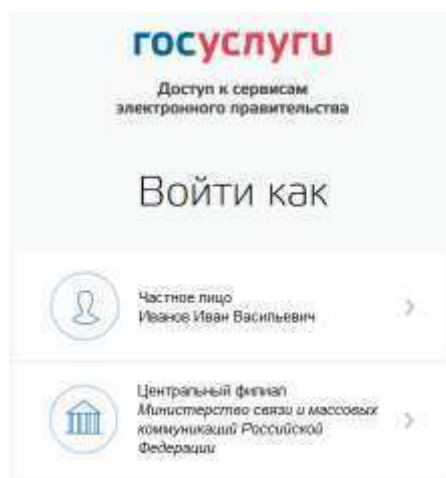 госуслуги
Доступ к сервисам
электронного правительства
Войти как
Частное лицо
Иванов Иван Васильевич
Центральный филиал
Министерство связи и массовых
коммуникаций Российской
Федерации